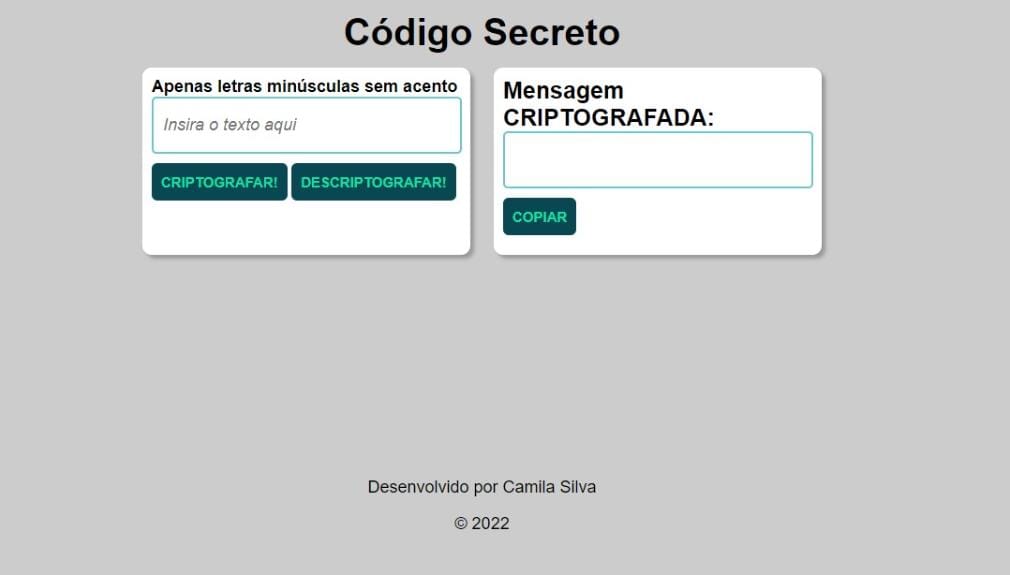 Código Secreto
Apenas letras minúsculas sem acento
Insira o texto aqui
CRIPTOGRAFAR! DESCRIPTOGRAFAR!
Mensagem
CRIPTOGRAFADA:
COPIAR
Desenvolvido por Camila Silva
© 2022